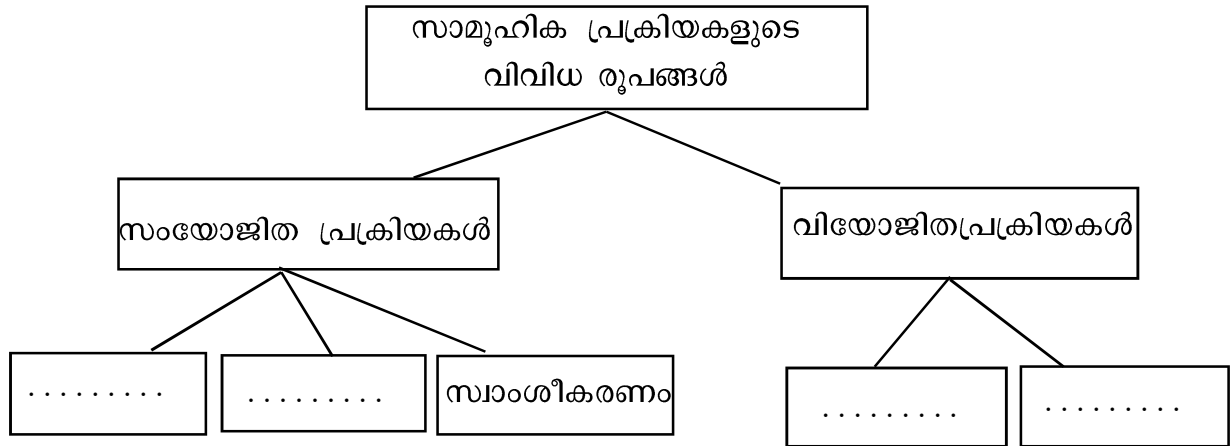 സാമൂഹിക പ്രക്രിയകളുടെ
വിവിധ രൂപങ്ങൾ
സംയോജിത പ്രക്രിയകൾ
വിയോജിതപ്രക്രിയകൾ
. . . . . . . . .
. . . . . . . . .
സ്വാംശീകരണം
. . . . . . . . .
. . . . . . . . .